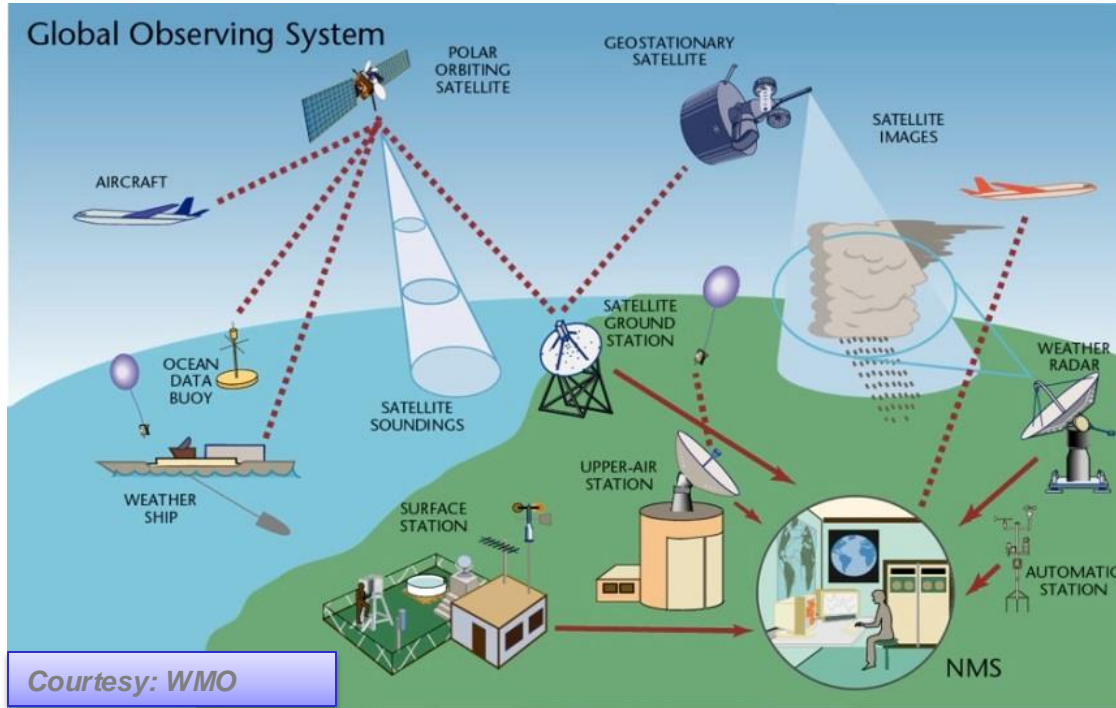 Global Observing System
POLAR
ORBITING
SATELLITE
GEOSTATIONARY
SATELLITE
SATELLITE
IMAGES
AIRCRAFT
OCEAN
DATA
BUOY
SATELLITE
SOUNDINGS
SATELLITE
GROUND
STATION
WEATHER
RADAR
WEATHER
SHIP
UPPER-AIR
STATION
SURFACE
STATION
AUTOMATIC
STATION
NMS
Courtesy: WMO